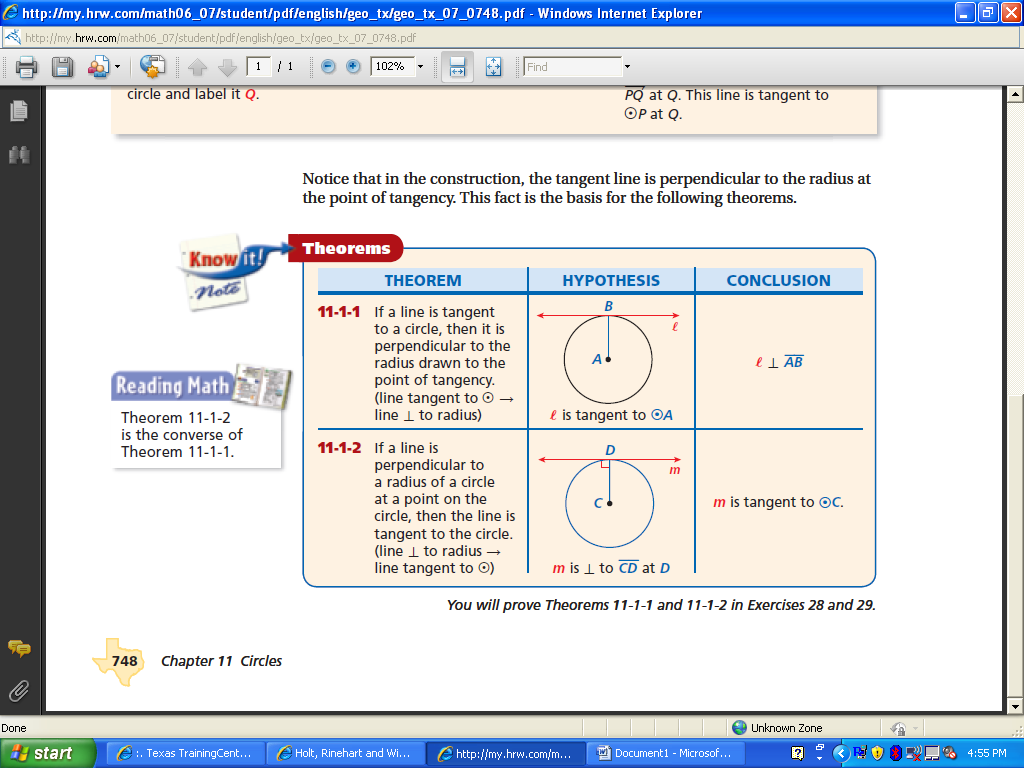 http://my.hrw.com/math06_07/student/pdf/english/geo_tx/geo_tx_07_0748.pdf - Windows Internet Explorer
http://my.hrw.com/math06_07/student/pdf/english/geo_tx/geo_tx_07_0748.pdf
1 / 1 102% Find
circle and label it Q.
PQ at Q. This line is tangent to
⊙P at Q.
Notice that in the construction, the tangent line is perpendicular to the radius at
the point of tangency. This fact is the basis for the following theorems.
Know it!
Note
Theorems
THEOREM HYPOTHESIS CONCLUSION
11-1-1 If a line is tangent
to a circle, then it is
perpendicular to the
radius drawn to the
point of tangency.
(line tangent to ⊙ →
line ⊥ to radius)
B
ℓ
A
ℓ is tangent to ⊙A
ℓ ⊥ AB
Reading Math
Theorem 11-1-2
is the converse of
Theorem 11-1-1.
11-1-2 If a line is
perpendicular to
a radius of a circle
at a point on the
circle, then the line is
tangent to the circle.
(line ⊥ to radius →
line tangent to ⊙)
D
m
C
m is ⊥ to CD at D
m is tangent to ⊙C.
You will prove Theorems 11-1-1 and 11-1-2 in Exercises 28 and 29.
748 Chapter 11 Circles
Done
Unknown Zone
start
:. Texas TrainingCent...
Holt, Rinehart and Wi...
http://my.hrw.com/m...
Document1 - Microsof...
4:55 PM